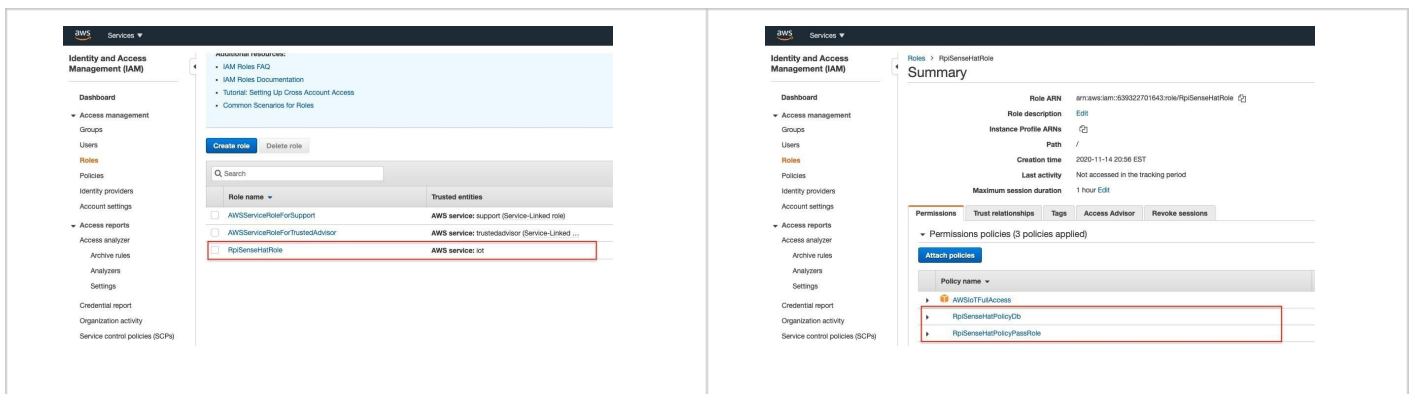 aws Services ▾
Identity and Access
Management (IAM)
Dashboard
Access management
Groups
Users
Roles
Policies
Identity providers
Account settings
Access reports
Access analyzer
Archive rules
Analyzers
Settings
Credential report
Organization activity
Service control policies (SCPs)
Additional resources:
• IAM Roles FAQ
• IAM Roles Documentation
• Tutorial: Setting Up Cross Account Access
• Common Scenarios for Roles
Create role Delete role
Search
Role name Trusted entities
AWSServiceRoleForSupport AWS service: support (Service-Linked role)
AWSServiceRoleForTrustedAdvisor AWS service: trustedadvisor (Service-Linked ...
RpiSenseHatRole AWS service: iot
aws Services ▾
Identity and Access
Management (IAM)
Dashboard
Access management
Groups
Users
Roles
Policies
Identity providers
Account settings
Access reports
Access analyzer
Archive rules
Analyzers
Settings
Credential report
Organization activity
Service control policies (SCPs)
Roles > RpiSenseHatRole
Summary
Role ARN arn:aws:iam::639322701643:role/RpiSenseHatRole
Role description Edit
Instance Profile ARNs
Path /
Creation time 2020-11-14 20:56 EST
Last activity Not accessed in the tracking period
Maximum session duration 1 hour Edit
Permissions Trust relationships Tags Access Advisor Revoke sessions
Permissions policies (3 policies applied)
Attach policies
Policy name
AWSIoTFullAccess
RpiSenseHatPolicyDb
RpiSenseHatPolicyPassRole